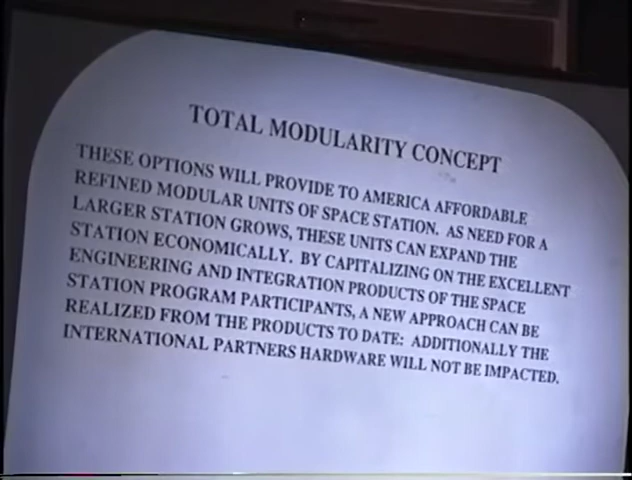 TOTAL MODULARITY CONCEPT
THESE OPTIONS WILL PROVIDE TO AMERICA AFFORDABLE
REFINED MODULAR UNITS OF SPACE STATION. AS NEED FOR A
LARGER STATION GROWS, THESE UNITS CAN EXPAND THE
STATION ECONOMICALLY. BY CAPITALIZING ON THE EXCELLENT
ENGINEERING AND INTEGRATION PRODUCTS OF THE SPACE
STATION PROGRAM PARTICIPANTS, A NEW APPROACH CAN BE
REALIZED FROM THE PRODUCTS TO DATE: ADDITIONALLY THE
INTERNATIONAL PARTNERS HARDWARE WILL NOT BE IMPACTED.